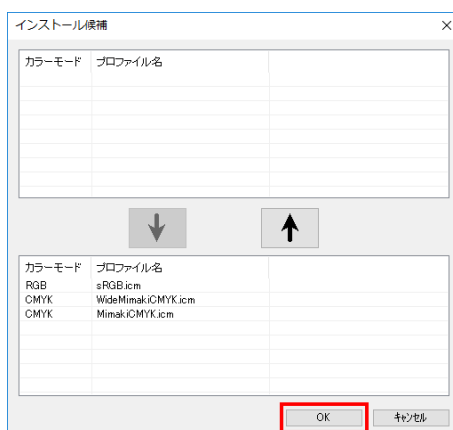 インストール候補
カラーモード プロファイル名
カラーモード プロファイル名
RGB sRGB.icm
CMYK WideMimakiCMYK.icm
CMYK MimakiCMYK.icm
OK キャンセル